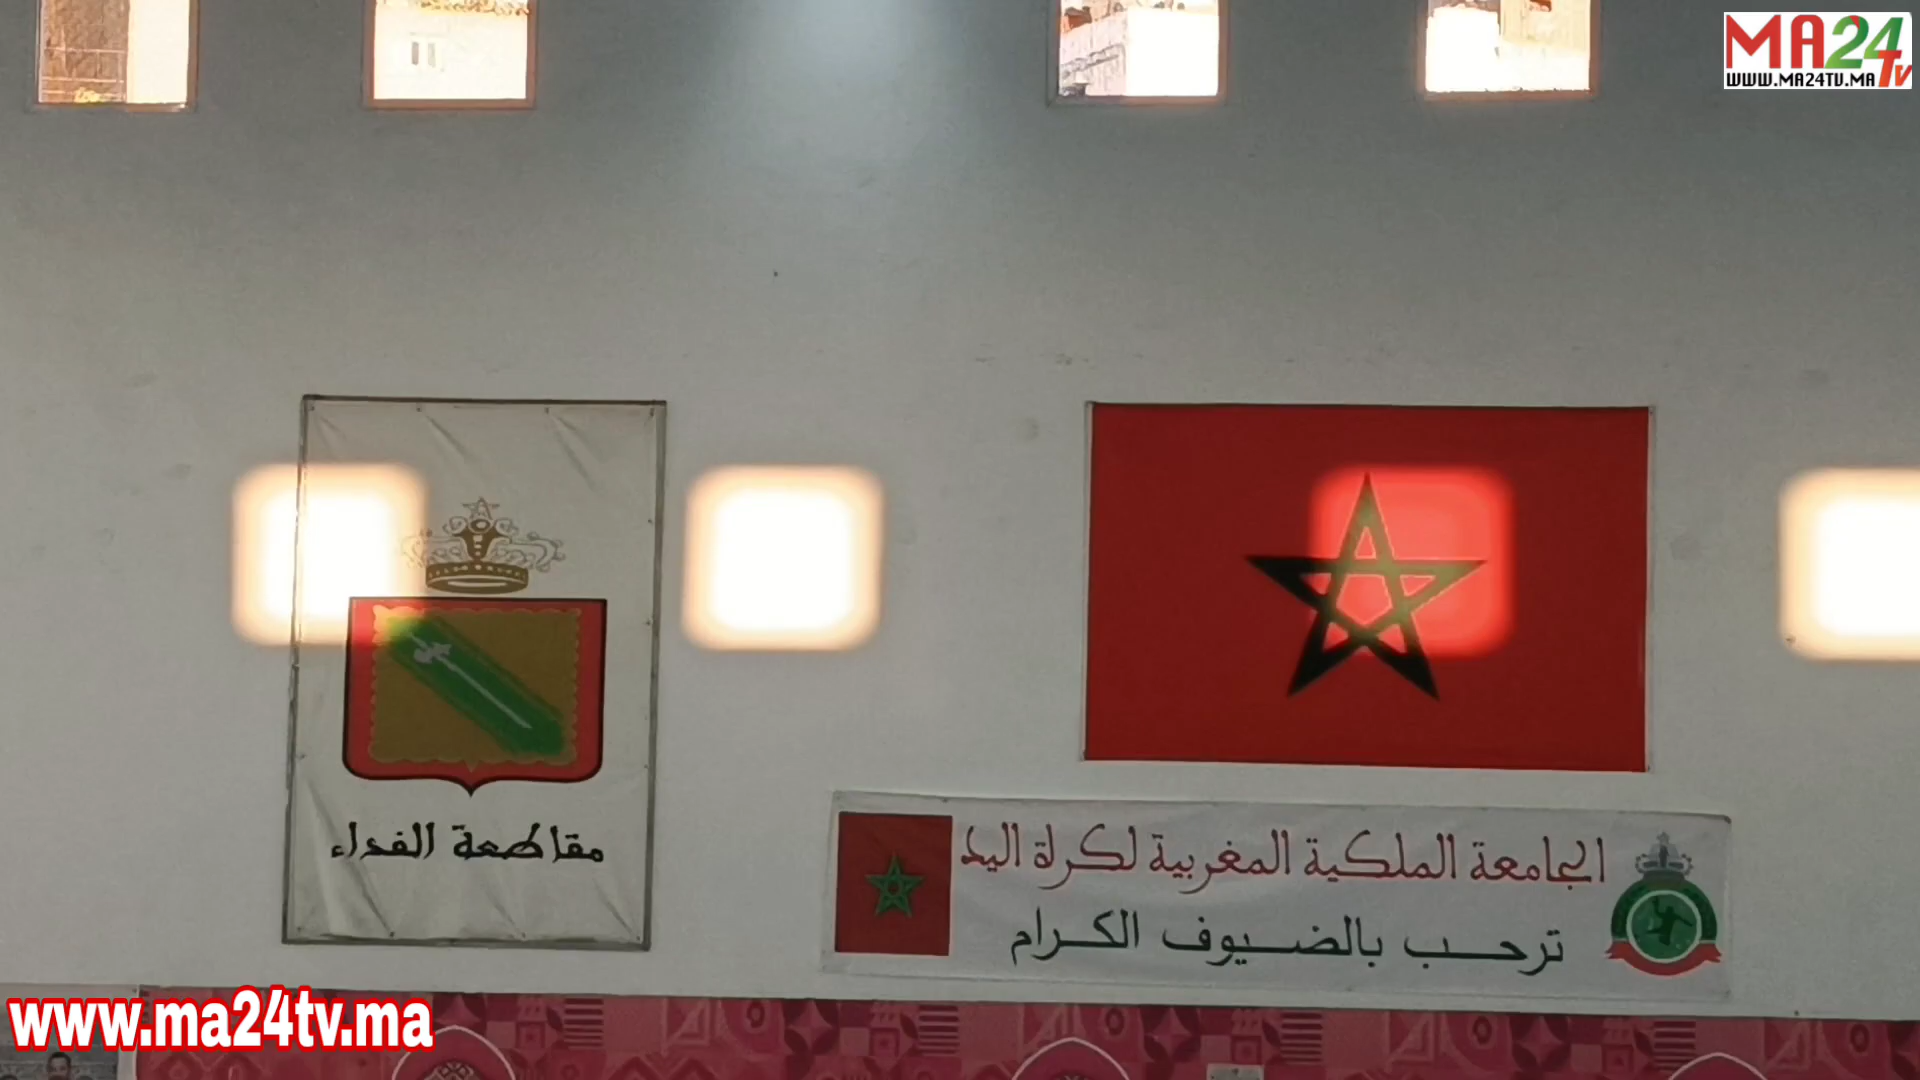 MA24 TV
WWW.MA24TV.MA
مقاطعة الفداء
الجامعة الملكية المغربية لكرة اليد
ترحب بالضيوف الكرام
www.ma24tv.ma